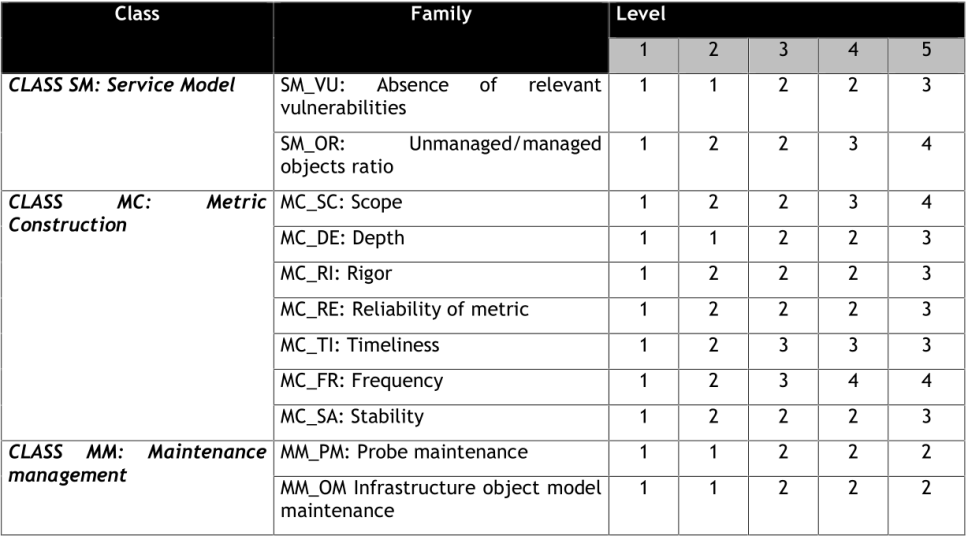 Class Family Level
1 2 3 4 5
CLASS SM: Service Model SM_VU: Absence of relevant 1 1 2 2 3
vulnerabilities
SM_OR: Unmanaged/managed 1 2 2 3 4
objects ratio
CLASS MC: Metric MC_SC: Scope 1 2 2 3 4
Construction
MC_DE: Depth 1 1 2 2 3
MC_RI: Rigor 1 2 2 2 3
MC_RE: Reliability of metric 1 2 2 2 3
MC_TI: Timeliness 1 2 3 3 3
MC_FR: Frequency 1 2 3 4 4
MC_SA: Stability 1 2 2 2 3
CLASS MM: Maintenance MM_PM: Probe maintenance 1 1 2 2 2
management
MM_OM Infrastructure object model 1 1 2 2 2
maintenance